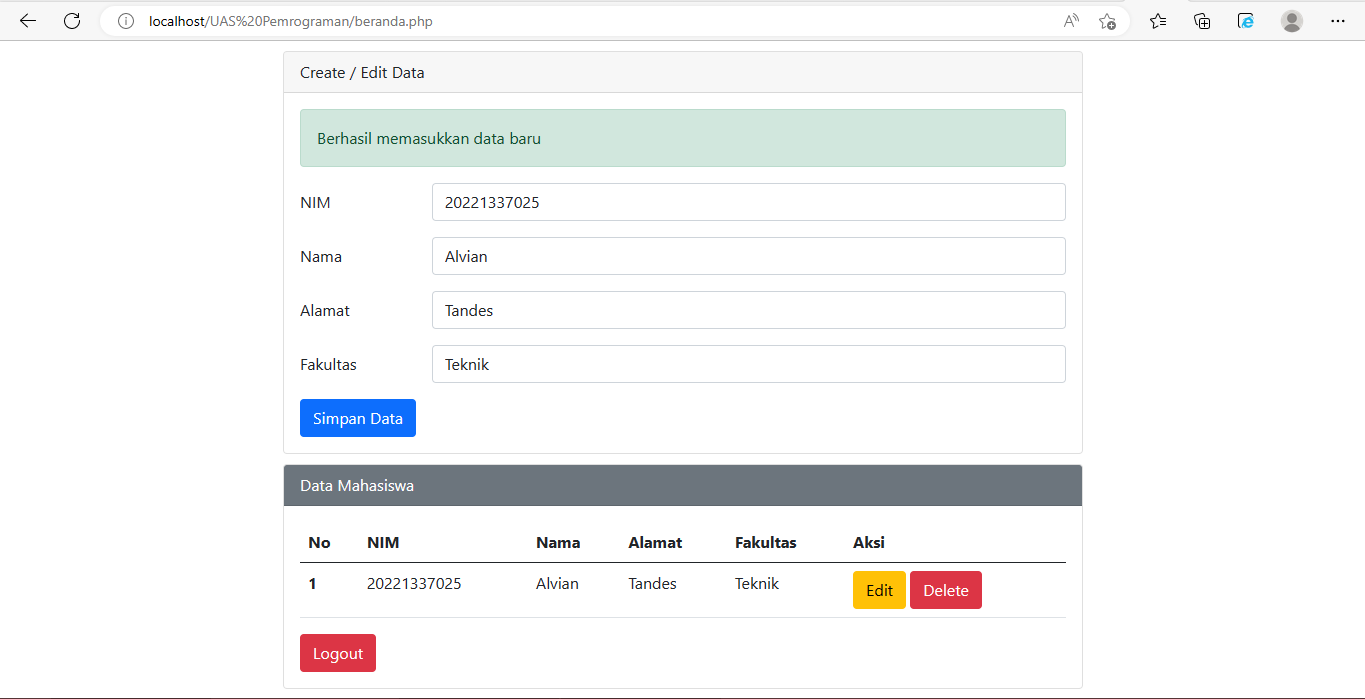 localhost/UAS%20Pemrograman/beranda.php
Create / Edit Data
Berhasil memasukkan data baru
NIM 20221337025
Nama Alvian
Alamat Tandes
Fakultas Teknik
Simpan Data
Data Mahasiswa
No NIM Nama Alamat Fakultas Aksi
1 20221337025 Alvian Tandes Teknik Edit Delete
Logout